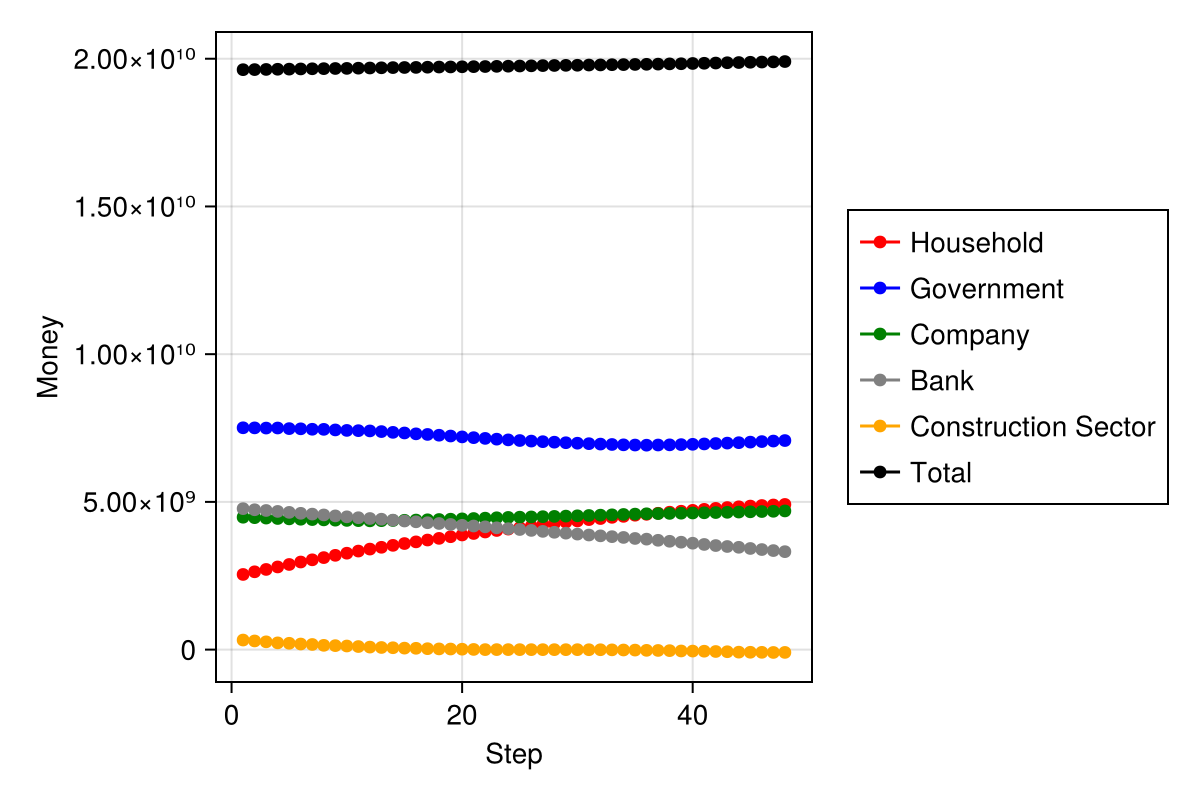 2.00×10¹⁰
1.50×10¹⁰
1.00×10¹⁰
5.00×10⁹
0
Money
0 20 40
Step
Household
Government
Company
Bank
Construction Sector
Total